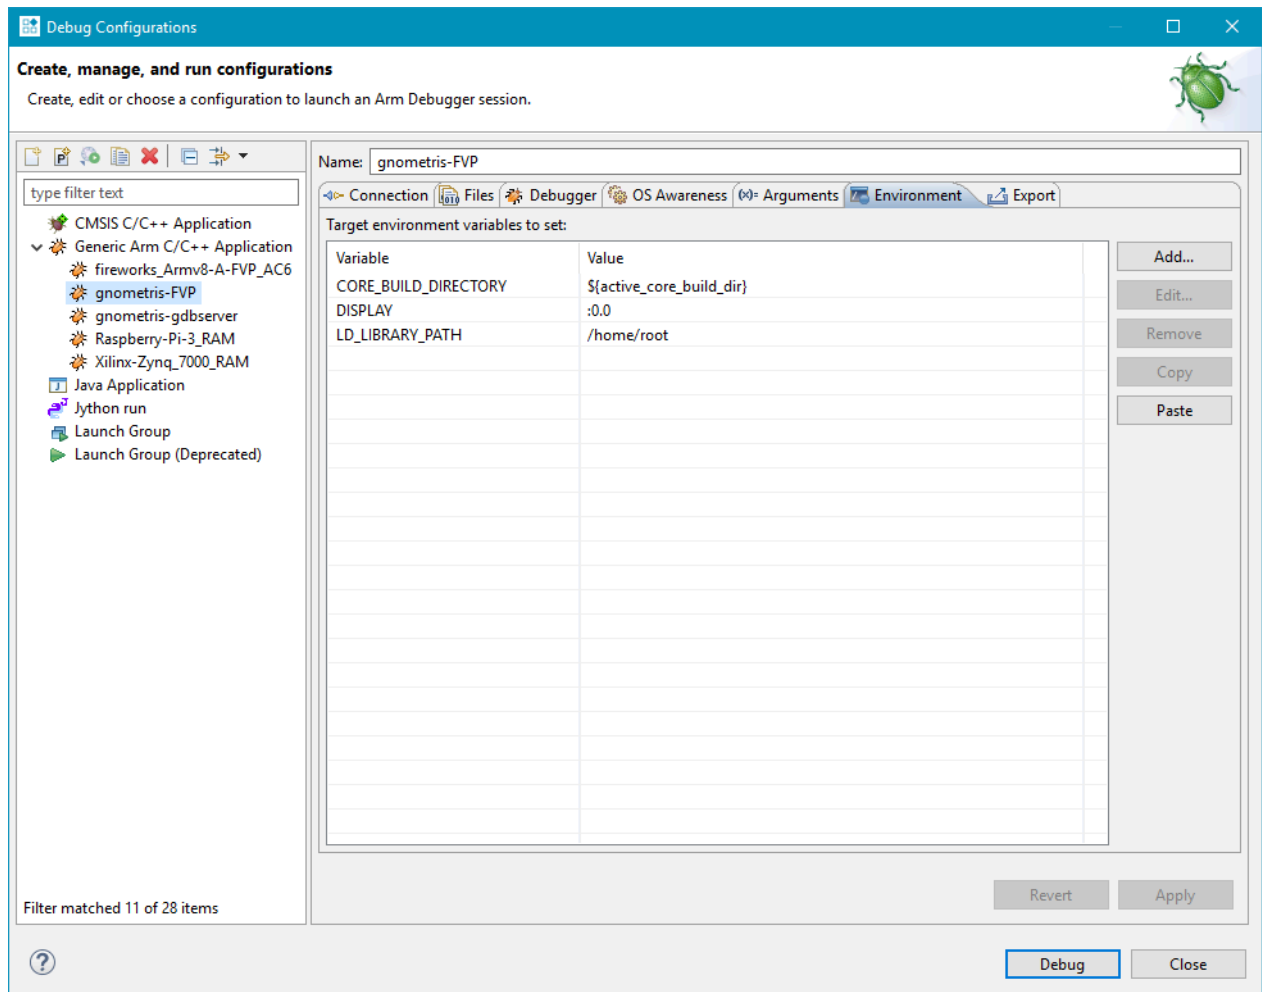 Debug Configurations
Create, manage, and run configurations
Create, edit or choose a configuration to launch an Arm Debugger session.
type filter text
CMSIS C/C++ Application
Generic Arm C/C++ Application
fireworks_Armv8-A-FVP_AC6
gnometris-FVP
gnometris-gdbserver
Raspberry-Pi-3_RAM
Xilinx-Zynq_7000_RAM
Java Application
Jython run
Launch Group
Launch Group (Deprecated)
Filter matched 11 of 28 items
Name: gnometris-FVP
Connection Files Debugger OS Awareness (x)= Arguments Environment Export
Target environment variables to set:
Variable Value
CORE_BUILD_DIRECTORY ${active_core_build_dir}
DISPLAY :0.0
LD_LIBRARY_PATH /home/root
Add...
Edit...
Remove
Copy
Paste
Revert Apply
Debug Close